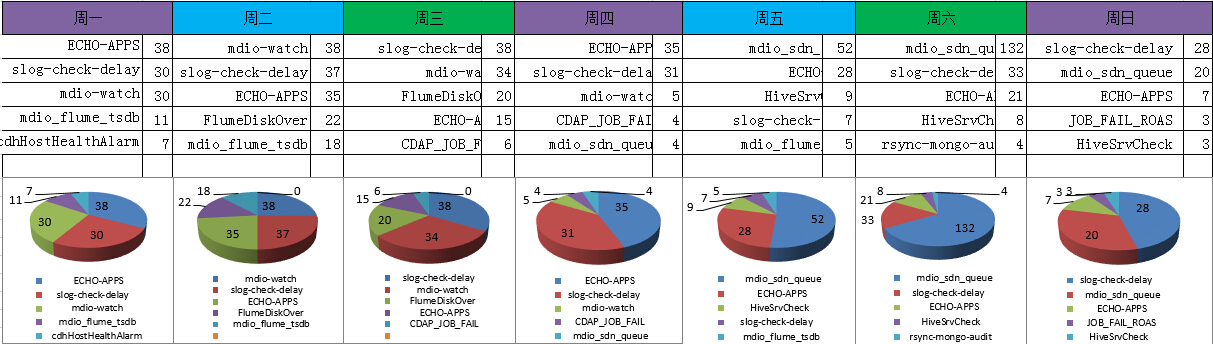 周一 周二 周三 周四 周五 周六 周日
ECHO-APPS 38 mdio-watch 38 slog-check-de 38 ECHO-APP 35 mdio_sdn_ 52 mdio_sdn_qu 132 slog-check-delay 28
slog-check-delay 30 slog-check-delay 37 mdio-wa 34 slog-check-dela 31 ECHO 28 slog-check-de 33 mdio_sdn_queue 20
mdio-watch 30 ECHO-APPS 35 FlumeDiskO 20 mdio-watc 5 HiveSrv 9 ECHO-A 21 ECHO-APPS 7
mdio_flume_tsdb 11 FlumeDiskOver 22 ECHO-A 15 CDAP_JOB_FAI 4 slog-check- 7 HiveSrvCh 8 JOB_FAIL_ROAS 3
cdhHostHealthAlarm 7 mdio_flume_tsdb 18 CDAP_JOB_F 6 mdio_sdn_queu 4 mdio_flume 5 rsync-mongo-au 4 HiveSrvCheck 3
7 11 38 30 30
ECHO-APPS
slog-check-delay
mdio-watch
mdio_flume_tsdb
cdhHostHealthAlarm
18 0 22 38 35 37
mdio-watch
slog-check-delay
ECHO-APPS
FlumeDiskOver
mdio_flume_tsdb
6 0 15 38 20 34
slog-check-delay
mdio-watch
FlumeDiskOver
ECHO-APPS
CDAP_JOB_FAIL
4 4 5 35 31
ECHO-APPS
slog-check-delay
mdio-watch
CDAP_JOB_FAIL
mdio_sdn_queue
5 7 9 52 28
mdio_sdn_queue
ECHO-APPS
HiveSrvCheck
slog-check-delay
mdio_flume_tsdb
8 4 21 33 132
mdio_sdn_queue
slog-check-delay
ECHO-APPS
HiveSrvCheck
rsync-mongo-audit
3 3 7 28 20
slog-check-delay
mdio_sdn_queue
ECHO-APPS
JOB_FAIL_ROAS
HiveSrvCheck